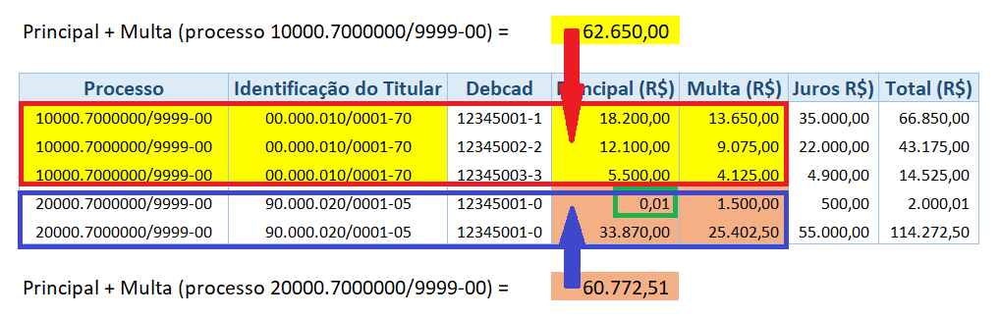 Principal + Multa (processo 10000.7000000/9999-00) = 62.650,00
Processo Identificação do Titular Debcad Principal (R$) Multa (R$) Juros R$) Total (R$)
10000.7000000/9999-00 00.000.010/0001-70 12345001-1 18.200,00 13.650,00 35.000,00 66.850,00
10000.7000000/9999-00 00.000.010/0001-70 12345002-2 12.100,00 9.075,00 22.000,00 43.175,00
10000.7000000/9999-00 00.000.010/0001-70 12345003-3 5.500,00 4.125,00 4.900,00 14.525,00
20000.7000000/9999-00 90.000.020/0001-05 12345001-0 0,01 1.500,00 500,00 2.000,01
20000.7000000/9999-00 90.000.020/0001-05 12345001-0 33.870,00 25.402,50 55.000,00 114.272,50
Principal + Multa (processo 20000.7000000/9999-00) = 60.772,51